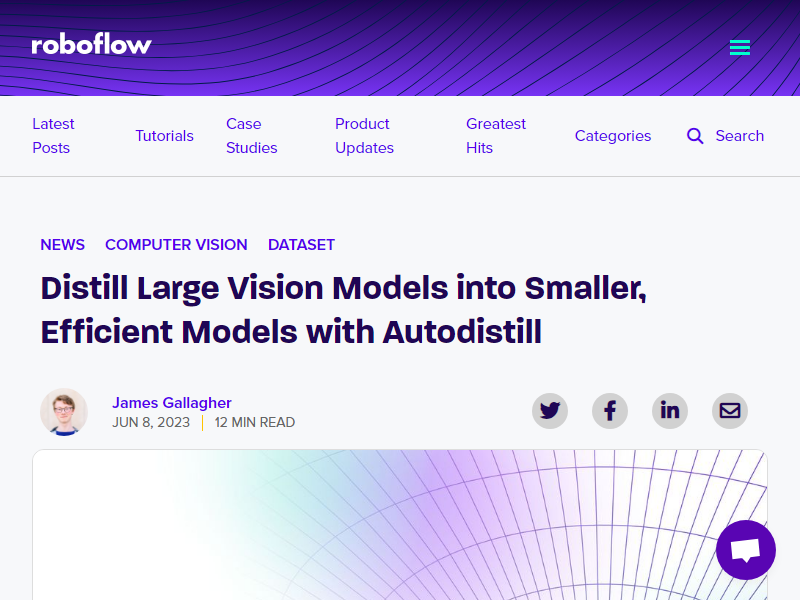 roboflow
Latest
Posts
Tutorials
Case
Studies
Product
Updates
Greatest
Hits
Categories
Search
NEWS COMPUTER VISION DATASET
Distill Large Vision Models into Smaller,
Efficient Models with Autodistill
James Gallagher
JUN 8, 2023 12 MIN READ